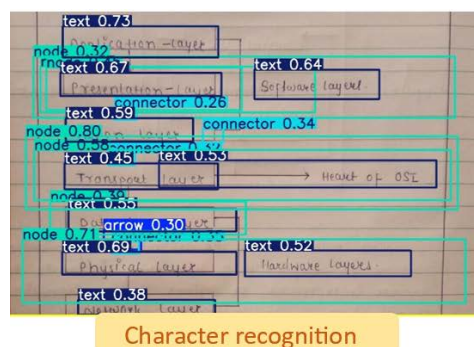 text 0.73
Application-layer
node 0.32
text 0.67 text 0.64
Presentation-layer Software layers.
connector 0.26
text 0.59
connector 0.34
node 0.80
layer
node 0.58
text 0.45 text 0.53
Transport layer Heart of OSI
node 0.39
arrow 0.30
node 0.71
text 0.69 text 0.52
Physical layer Hardware layers.
text 0.38
Network layer
Character recognition